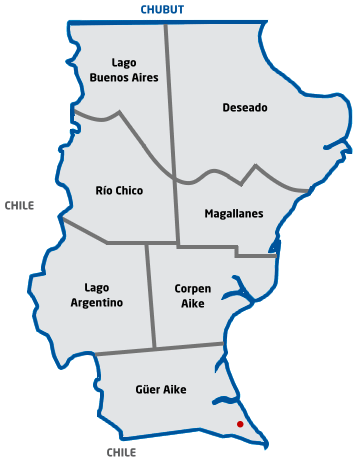 CHUBUT
Lago
Buenos Aires
Deseado
Río Chico
CHILE
Magallanes
Lago
Argentino
Corpen
Aike
Güer Aike
CHILE